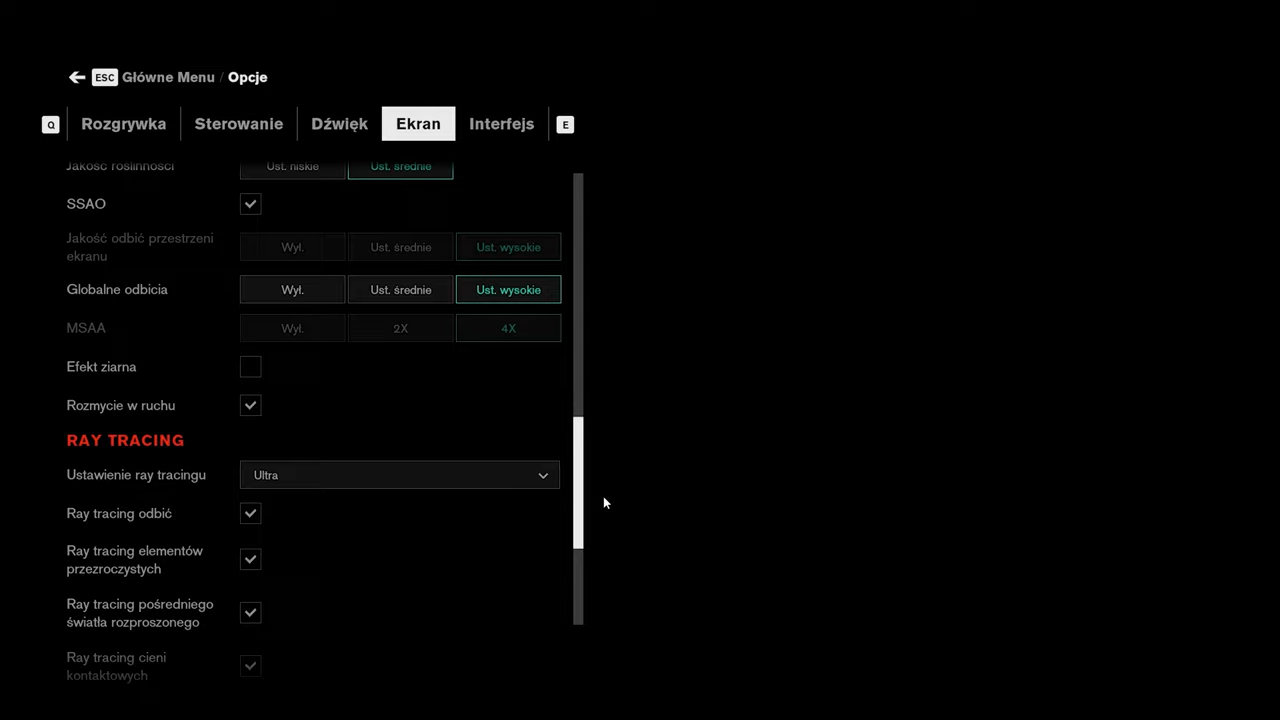 ESC Główne Menu / Opcje
Q Rozgrywka Sterowanie Dźwięk Ekran Interfejs E
Jakość roślinności Ust. niskie Ust. średnie
SSAO
Jakość odbić przestrzeni
ekranu
Wył. Ust. średnie Ust. wysokie
Globalne odbicia Wył. Ust. średnie Ust. wysokie
MSAA Wył. 2X 4X
Efekt ziarna
Rozmycie w ruchu
RAY TRACING
Ustawienie ray tracingu Ultra
Ray tracing odbić
Ray tracing elementów
przezroczystych
Ray tracing pośredniego
światła rozproszonego
Ray tracing cieni
kontaktowych